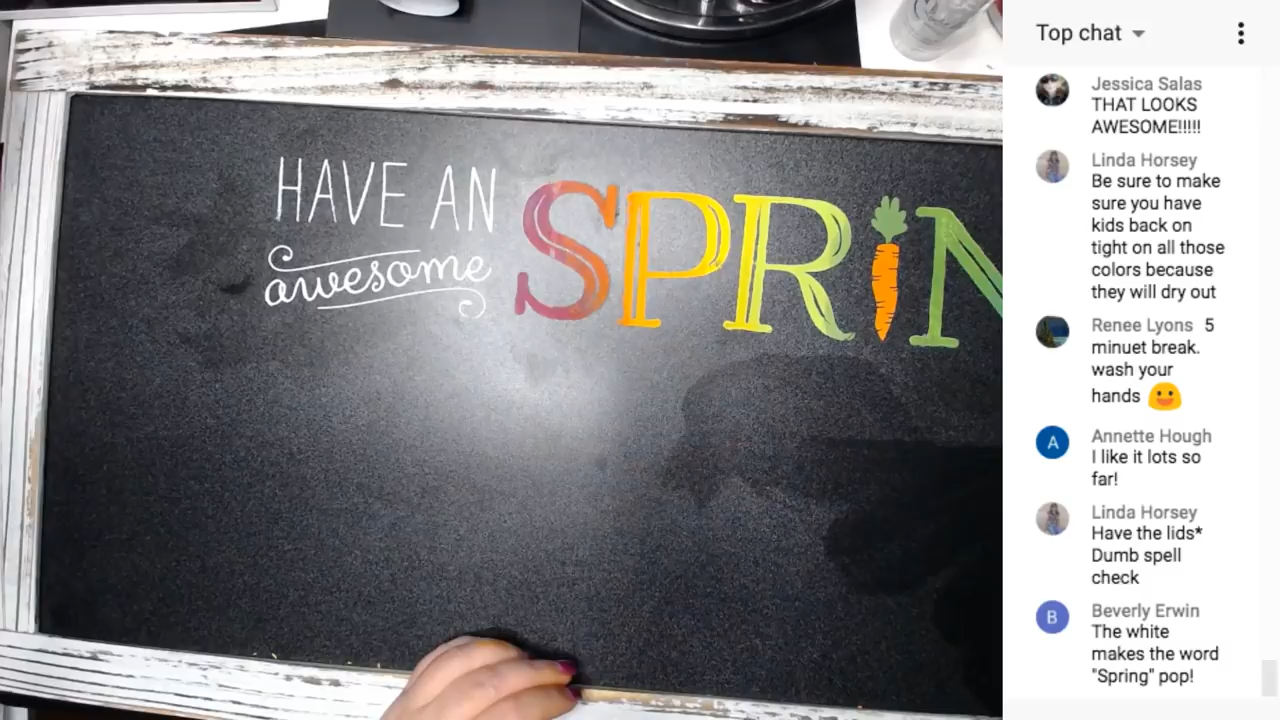 HAVE AN
awesome
SPRIN
Top chat
Jessica Salas
THAT LOOKS
AWESOME!!!!!
Linda Horsey
Be sure to make
sure you have
kids back on
tight on all those
colors because
they will dry out
Renee Lyons 5
minuet break.
wash your
hands
A
Annette Hough
I like it lots so
far!
Linda Horsey
Have the lids*
Dumb spell
check
B
Beverly Erwin
The white
makes the word
"Spring" pop!